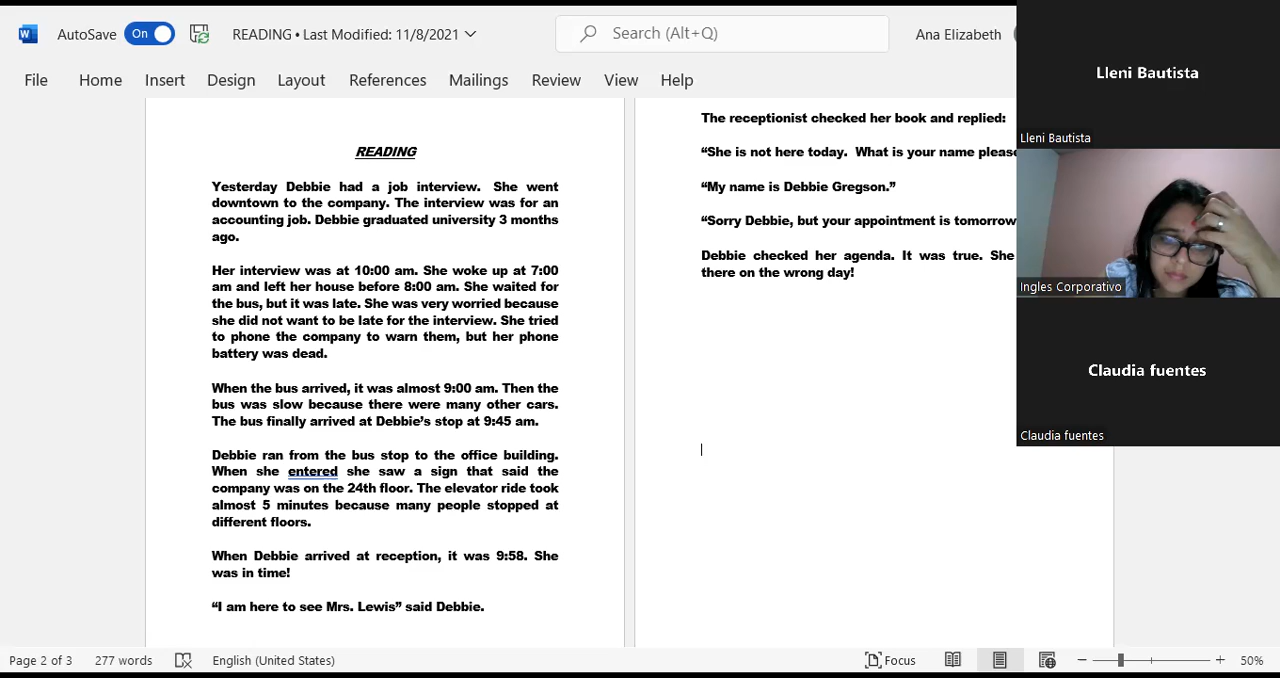 AutoSave On READING • Last Modified: 11/8/2021 Search (Alt+Q) Ana Elizabeth
File Home Insert Design Layout References Mailings Review View Help
READING
Yesterday Debbie had a job interview. She went
downtown to the company. The interview was for an
accounting job. Debbie graduated university 3 months
ago.
Her interview was at 10:00 am. She woke up at 7:00
am and left her house before 8:00 am. She waited for
the bus, but it was late. She was very worried because
she did not want to be late for the interview. She tried
to phone the company to warn them, but her phone
battery was dead.
When the bus arrived, it was almost 9:00 am. Then the
bus was slow because there were many other cars.
The bus finally arrived at Debbie’s stop at 9:45 am.
Debbie ran from the bus stop to the office building.
When she entered she saw a sign that said the
company was on the 24th floor. The elevator ride took
almost 5 minutes because many people stopped at
different floors.
When Debbie arrived at reception, it was 9:58. She
was in time!
“I am here to see Mrs. Lewis” said Debbie.
The receptionist checked her book and replied:
“She is not here today. What is your name please
“My name is Debbie Gregson.”
“Sorry Debbie, but your appointment is tomorrow
Debbie checked her agenda. It was true. She
there on the wrong day!
Lleni Bautista
Lleni Bautista
Ingles Corporativo
Claudia fuentes
Claudia fuentes
Page 2 of 3 277 words English (United States) Focus 50%